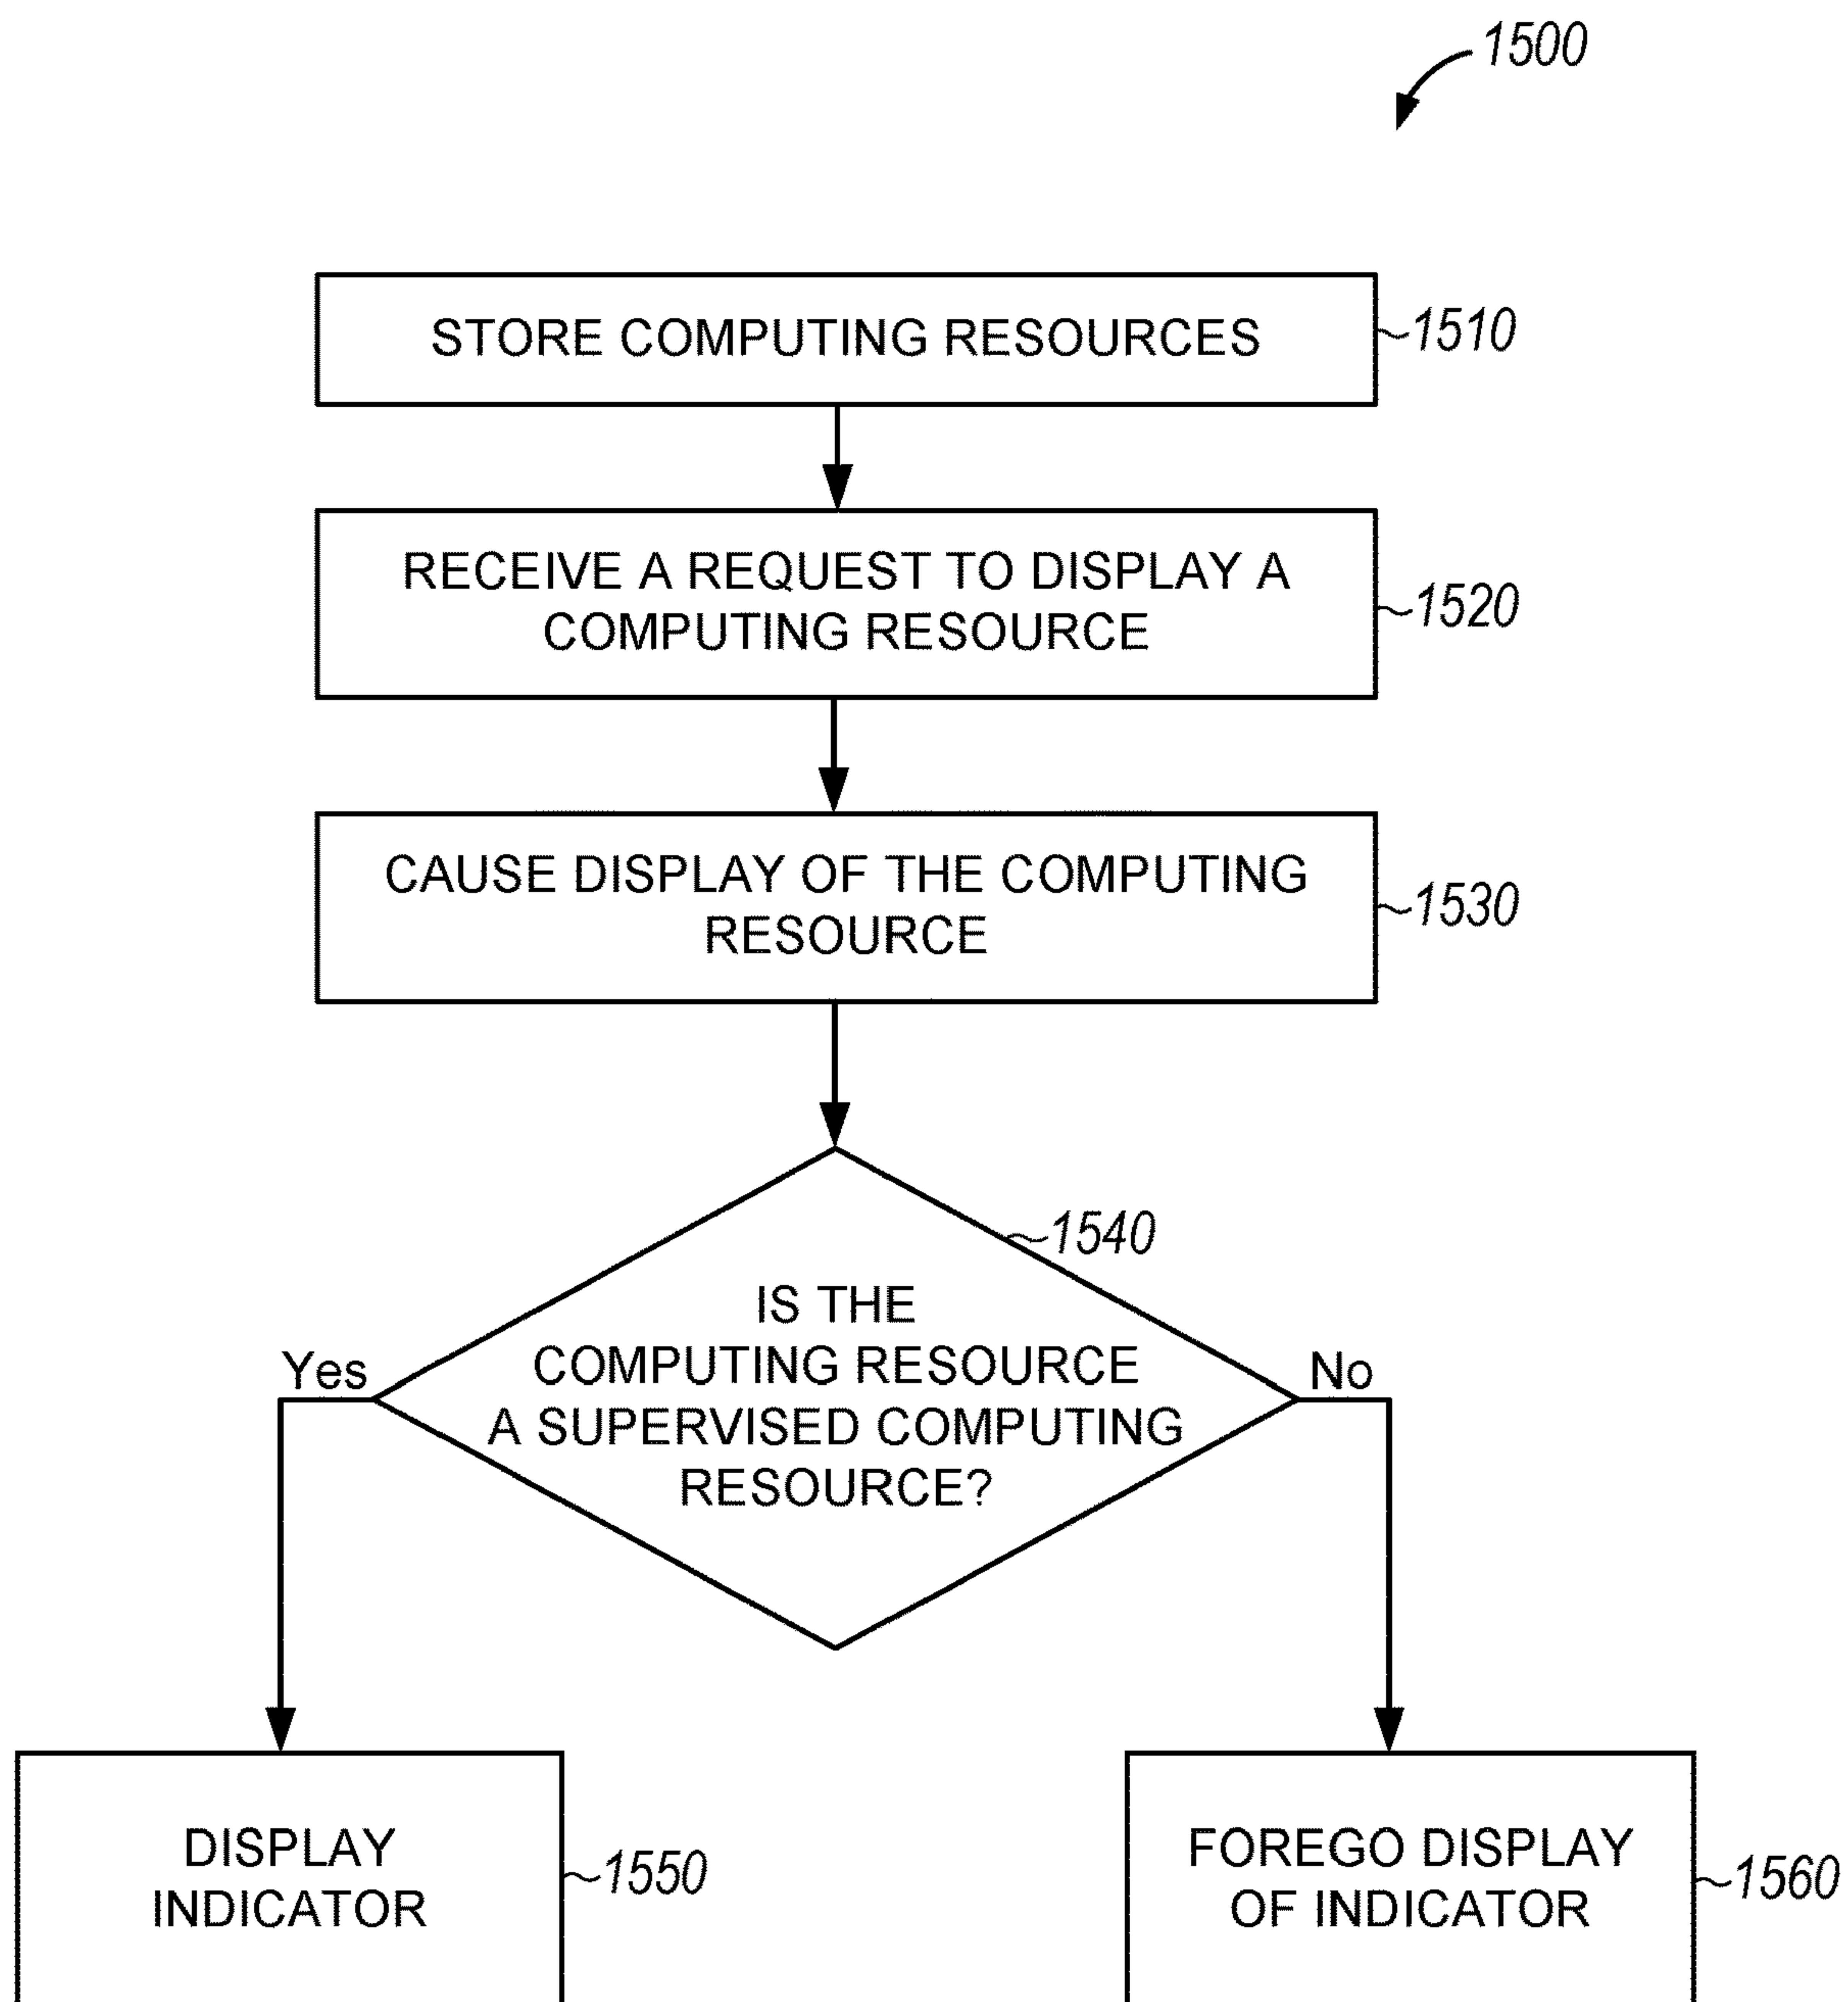 1500
STORE COMPUTING RESOURCES
1510
RECEIVE A REQUEST TO DISPLAY A
COMPUTING RESOURCE
1520
CAUSE DISPLAY OF THE COMPUTING
RESOURCE
1530
1540
IS THE
COMPUTING RESOURCE
A SUPERVISED COMPUTING
RESOURCE?
Yes
No
DISPLAY
INDICATOR
1550
FOREGO DISPLAY
OF INDICATOR
1560